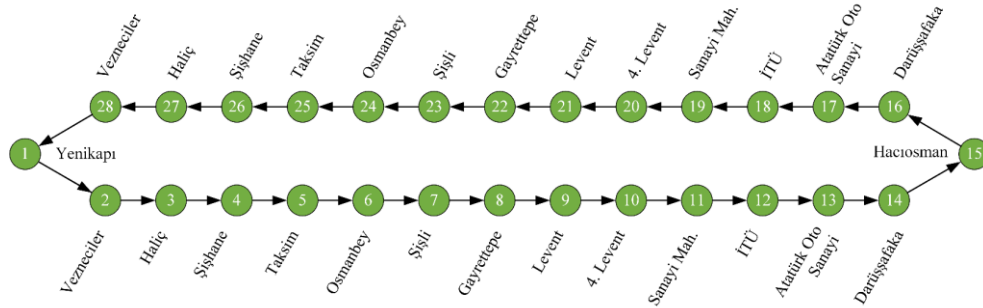 Vezneciler
Haliç
Şişhane
Taksim
Osmanbey
Şişli
Gayrettepe
Levent
4. Levent
Sanayi Mah.
İTÜ
Atatürk Oto
Sanayi
Darüşşafaka
28 27 26 25 24 23 22 21 20 19 18 17 16
1 Yenikapı Hacıosman 15
2 3 4 5 6 7 8 9 10 11 12 13 14
Vezneciler
Haliç
Şişhane
Taksim
Osmanbey
Şişli
Gayrettepe
Levent
4. Levent
Sanayi Mah.
İTÜ
Atatürk Oto
Sanayi
Darüşşafaka